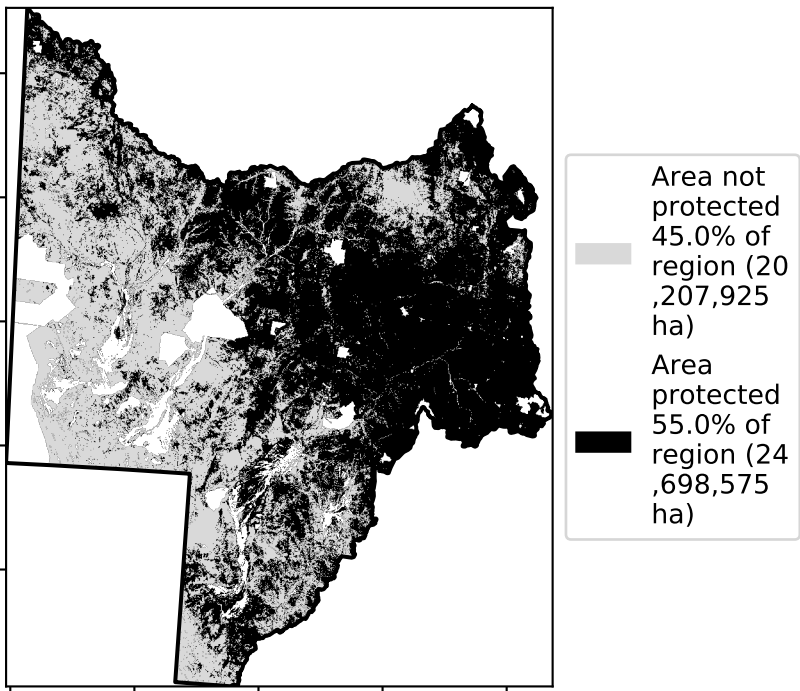 Area not
protected
45.0% of
region (20
,207,925
ha)
Area
protected
55.0% of
region (24
,698,575
ha)